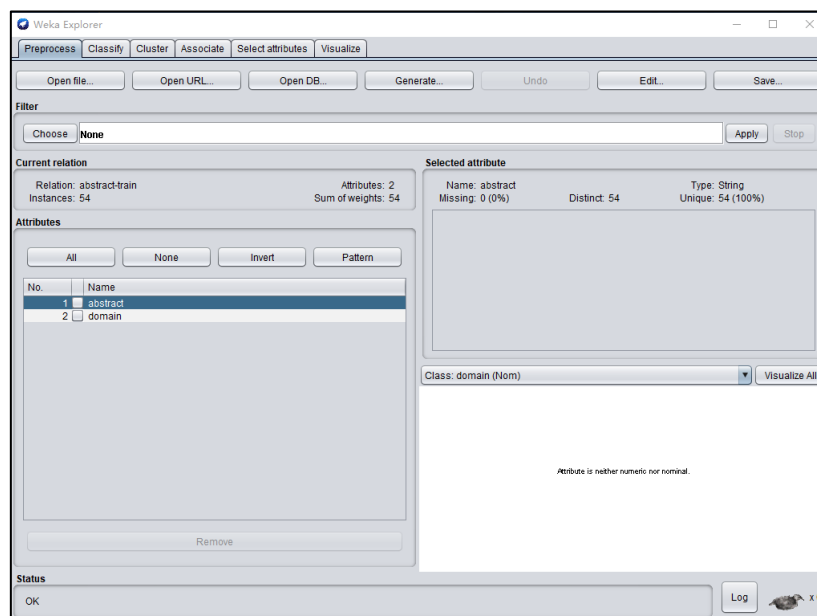 Weka Explorer
Preprocess Classify Cluster Associate Select attributes Visualize
Open file... Open URL... Open DB... Generate... Undo Edit... Save...
Filter
Choose None Apply Stop
Current relation
Relation: abstract-train Attributes: 2
Instances: 54 Sum of weights: 54
Selected attribute
Name: abstract Type: String
Missing: 0 (0%) Distinct: 54 Unique: 54 (100%)
Attributes
All None Invert Pattern
No. Name
1 abstract
2 domain
Remove
Class: domain (Nom) Visualize All
Attribute is neither numeric nor nominal.
Status
OK
Log x